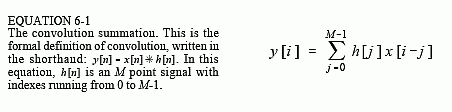 EQUATION 6-1
The convolution summation. This is the
formal definition of convolution, written in
the shorthand: y[n] = x[n] * h[n]. In this
equation, h[n] is an M point signal with
indexes running from 0 to M-1.
M-1
y[i] = Σ h[j] x[i-j]
j=0